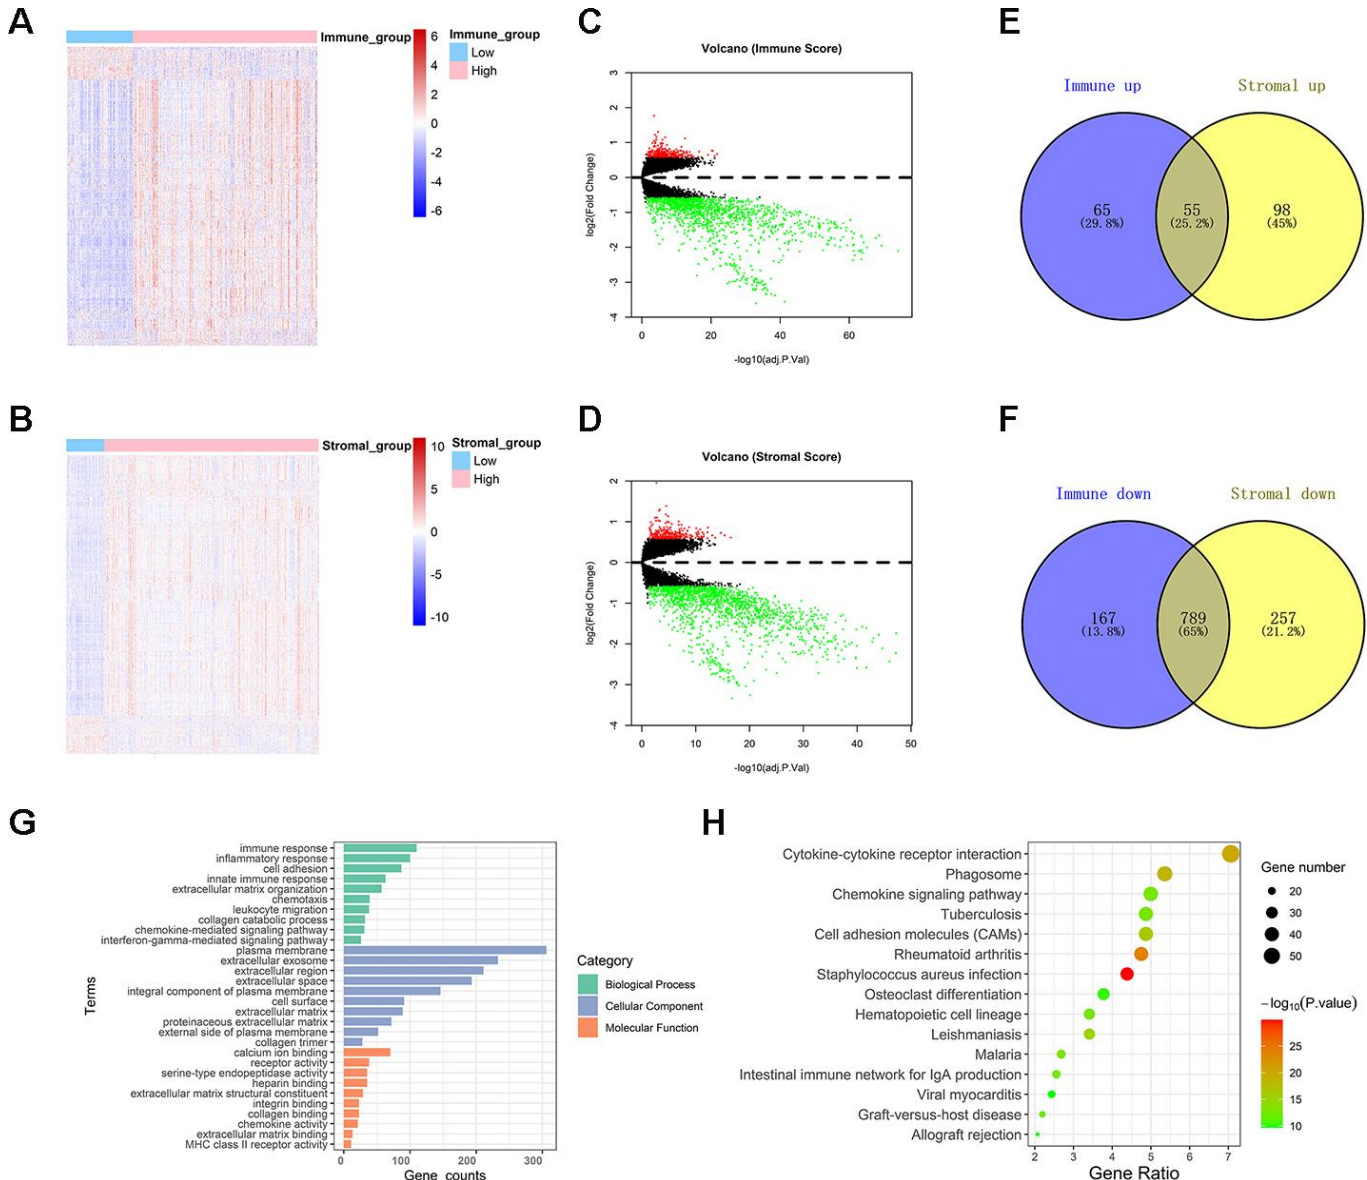 A
Immune_group
6
4
2
0
-2
-4
-6
Immune_group
Low
High
B
Stromal_group
10
5
0
-5
-10
Stromal_group
Low
High
C
Volcano (Immune Score)
log2(Fold Change)
3
2
1
0
-1
-2
-3
-4
0 20 40 60
-log10(adj.P.Val)
D
Volcano (Stromal Score)
log2(Fold Change)
2
1
0
-1
-2
-3
-4
0 10 20 30 40 50
-log10(adj.P.Val)
E
Immune up
Stromal up
65
(29.8%)
55
(25.2%)
98
(45%)
F
Immune down
Stromal down
167
(13.8%)
789
(65%)
257
(21.2%)
G
Terms
immune response
inflammatory response
cell adhesion
innate immune response
extracellular matrix organization
chemotaxis
leukocyte migration
collagen catabolic process
chemokine-mediated signaling pathway
interferon-gamma-mediated signaling pathway
plasma membrane
extracellular exosome
extracellular region
extracellular space
integral component of plasma membrane
cell surface
extracellular matrix
proteinaceous extracellular matrix
external side of plasma membrane
collagen trimer
calcium ion binding
receptor activity
serine-type endopeptidase activity
heparin binding
extracellular matrix structural constituent
integrin binding
collagen binding
chemokine activity
extracellular matrix binding
MHC class II receptor activity
0 100 200 300
Gene_counts
Category
Biological Process
Cellular Component
Molecular Function
H
Cytokine-cytokine receptor interaction
Phagosome
Chemokine signaling pathway
Tuberculosis
Cell adhesion molecules (CAMs)
Rheumatoid arthritis
Staphylococcus aureus infection
Osteoclast differentiation
Hematopoietic cell lineage
Leishmaniasis
Malaria
Intestinal immune network for IgA production
Viral myocarditis
Graft-versus-host disease
Allograft rejection
2 3 4 5 6 7
Gene Ratio
Gene number
20
30
40
50
−log10(P.value)
25
20
15
10